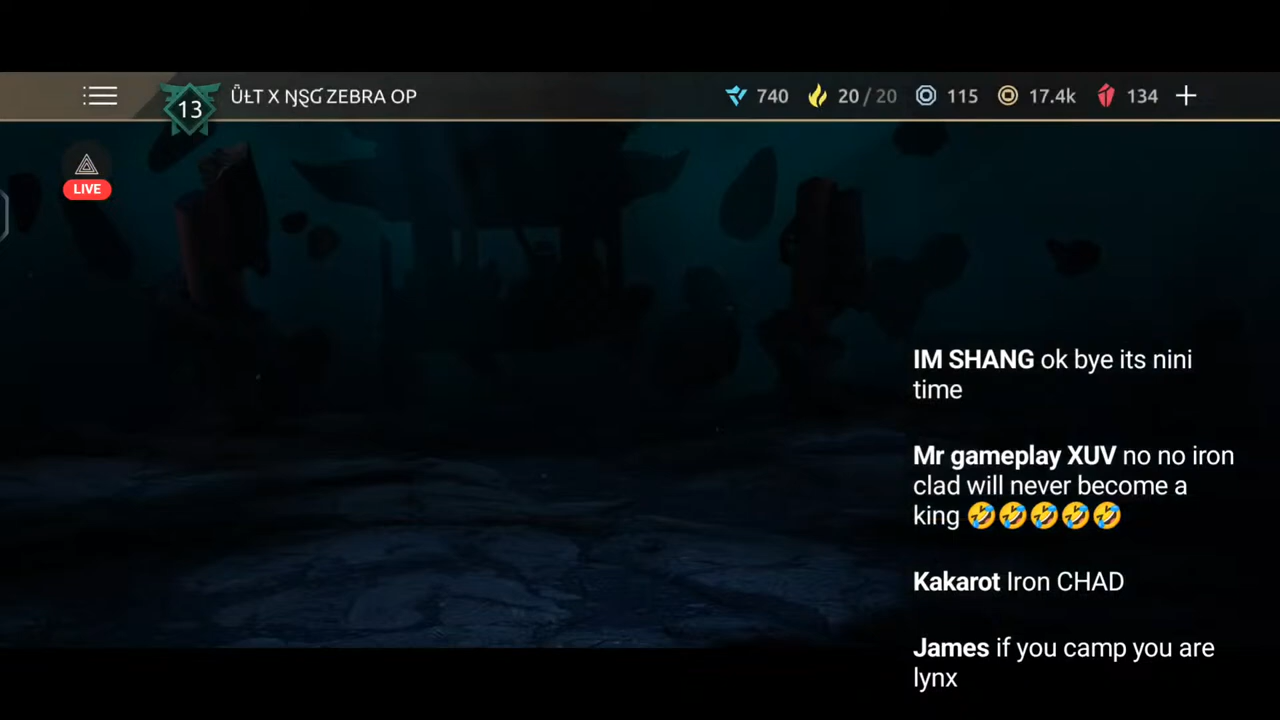 13 ǕŁT X ƝȘƓ ZEBRA OP 740 20/20 115 17.4k 134 +
LIVE
IM SHANG ok bye its nini
time
Mr gameplay XUV no no iron
clad will never become a
king 🤣🤣🤣🤣🤣
Kakarot Iron CHAD
James if you camp you are
lynx